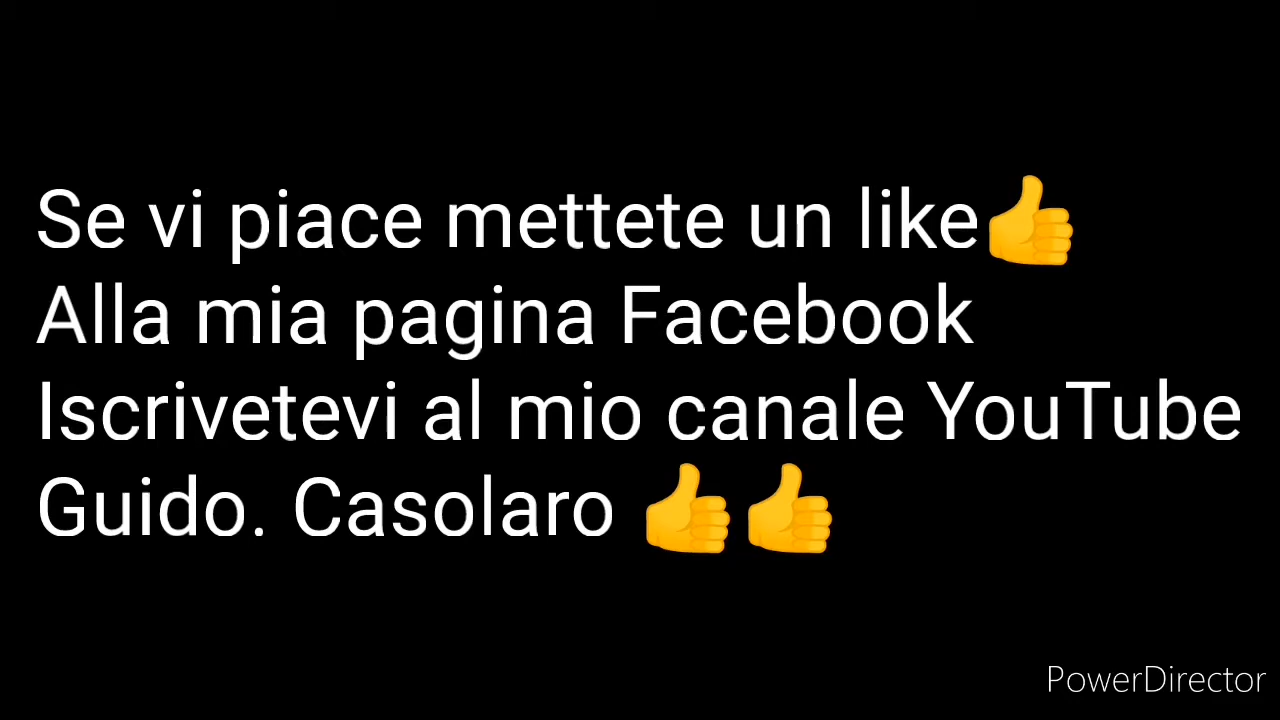 Se vi piace mettete un like👍
Alla mia pagina Facebook
Iscrivetevi al mio canale YouTube
Guido. Casolaro 👍👍
PowerDirector